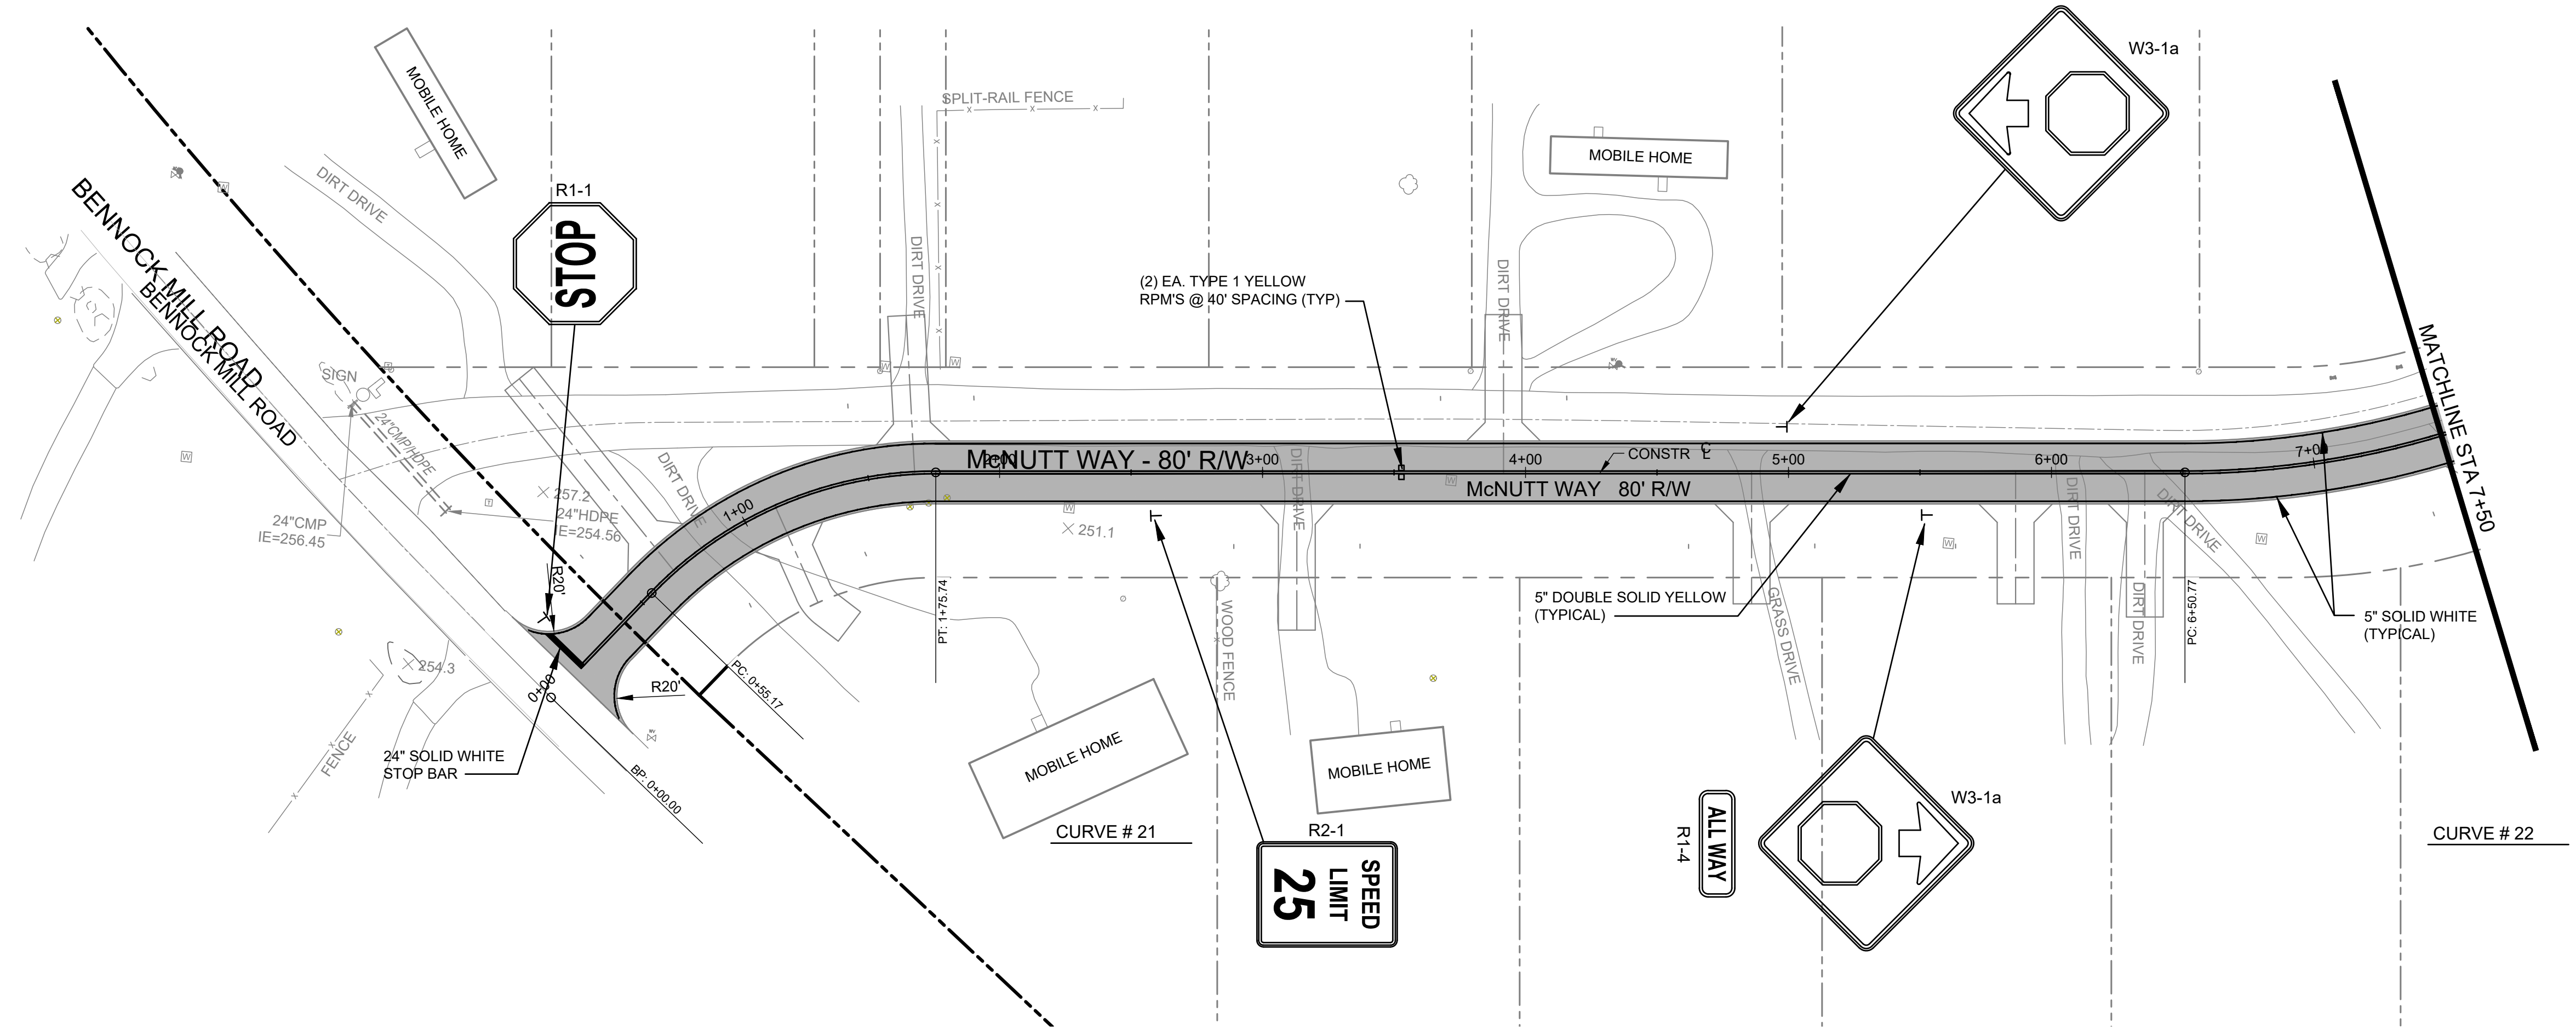 W3-1a
MOBILE HOME
SPLIT-RAIL FENCE
MOBILE HOME
DIRT DRIVE
R1-1
STOP
BENNOCK MILL ROAD
BENNOCK MILL ROAD
DIRT DRIVE
DIRT DRIVE
(2) EA. TYPE 1 YELLOW
RPM'S @ 40' SPACING (TYP)
MATCHLINE STA 7+50
SIGN
24"CMP/HDPE
McNUTT WAY - 80' R/W
2+00
3+00
4+00
CONSTR ℄
5+00
6+00
7+00
McNUTT WAY 80' R/W
DIRT DRIVE
DIRT DRIVE
DIRT DRIVE
DIRT DRIVE
1+00
257.2
24"HDPE
IE=254.56
24"CMP
IE=256.45
251.1
R20'
PT: 1+75.74
WOOD FENCE
5" DOUBLE SOLID YELLOW
(TYPICAL)
GRASS DRIVE
DIRT DRIVE
PC: 6+50.77
5" SOLID WHITE
(TYPICAL)
254.3
0+00
R20'
PC: 0+55.17
24" SOLID WHITE
STOP BAR
FENCE
BP: 0+00.00
MOBILE HOME
MOBILE HOME
CURVE # 21
R2-1
SPEED
LIMIT
25
R1-4
ALL WAY
W3-1a
CURVE # 22
W
W
W
W
W
W
W
W
T